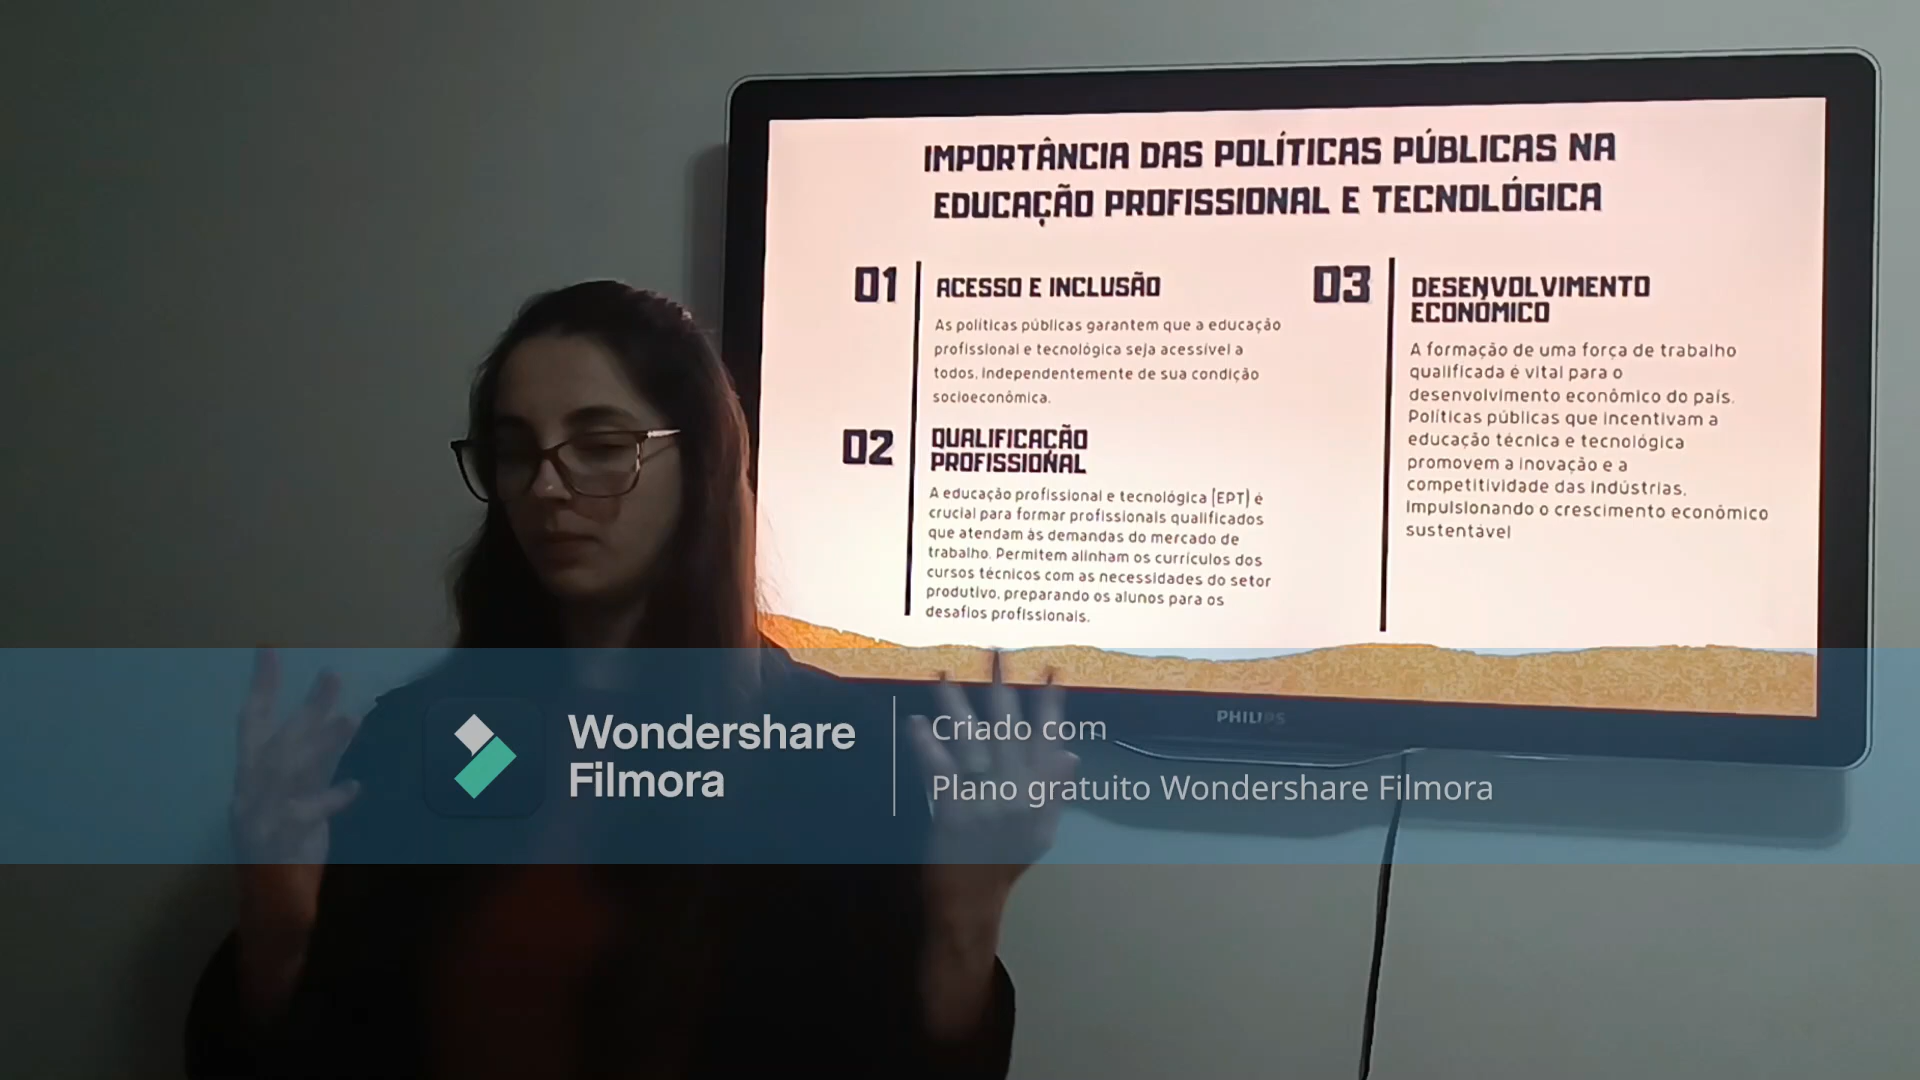 IMPORTÂNCIA DAS POLÍTICAS PÚBLICAS NA
EDUCAÇÃO PROFISSIONAL E TECNOLÓGICA
01
ACESSO E INCLUSÃO
As políticas públicas garantem que a educação
profissional e tecnológica seja acessível a
todos, independentemente de sua condição
socioeconômica.
02
QUALIFICAÇÃO
PROFISSIONAL
A educação profissional e tecnológica (EPT) é
crucial para formar profissionais qualificados
que atendam às demandas do mercado de
trabalho. Permitem alinham os currículos dos
cursos técnicos com as necessidades do setor
produtivo, preparando os alunos para os
desafios profissionais.
03
DESENVOLVIMENTO
ECONÔMICO
A formação de uma força de trabalho
qualificada é vital para o
desenvolvimento econômico do país.
Políticas públicas que incentivam a
educação técnica e tecnológica
promovem a inovação e a
competitividade das indústrias,
impulsionando o crescimento econômico
sustentável
PHILIPS
Wondershare
Filmora
Criado com
Plano gratuito Wondershare Filmora